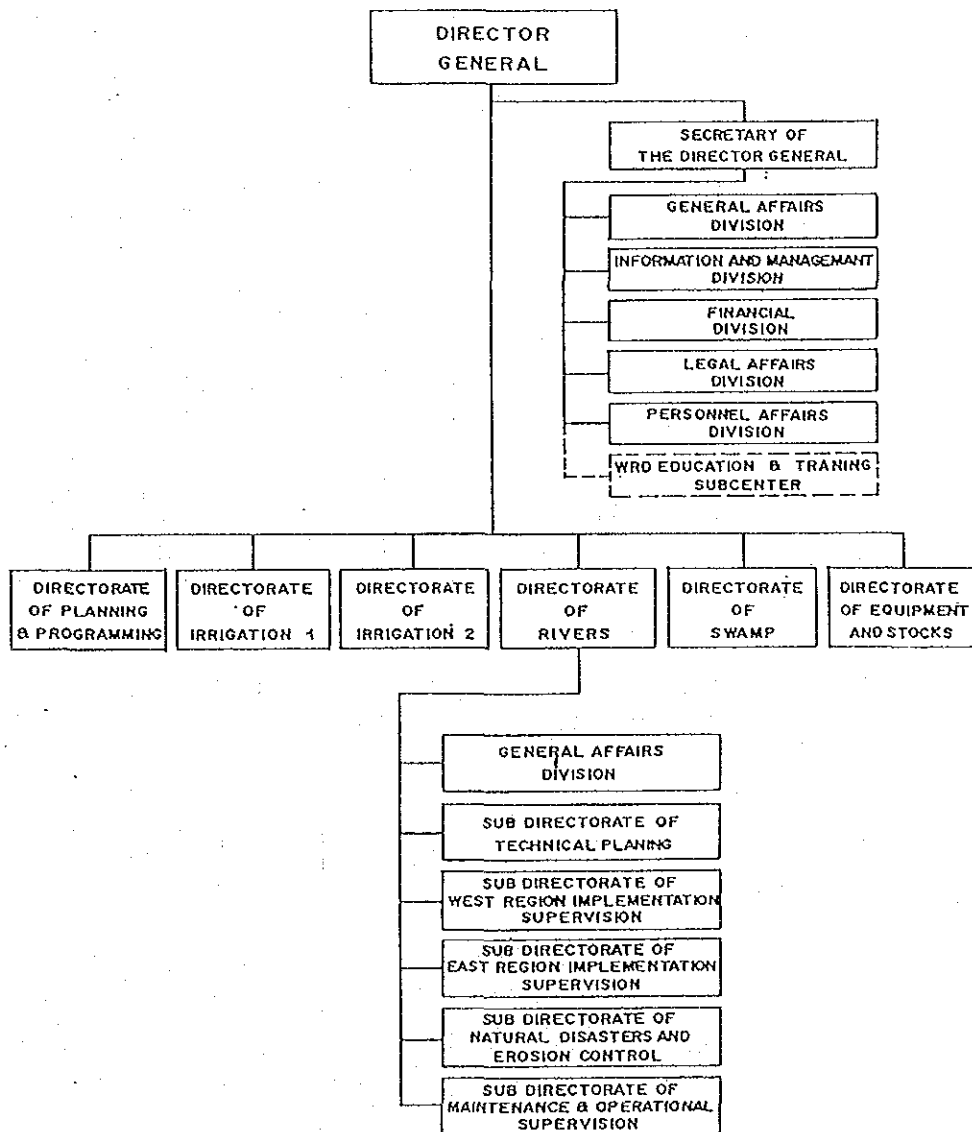 DIRECTOR
GENERAL
SECRETARY OF
THE DIRECTOR GENERAL
GENERAL AFFAIRS
DIVISION
INFORMATION AND MANAGEMANT
DIVISION
FINANCIAL
DIVISION
LEGAL AFFAIRS
DIVISION
PERSONNEL AFFAIRS
DIVISION
WRD EDUCATION & TRANING
SUBCENTER
DIRECTORATE
OF PLANNING
& PROGRAMMING
DIRECTORATE
OF
IRRIGATION 1
DIRECTORATE
OF
IRRIGATION 2
DIRECTORATE
OF
RIVERS
DIRECTORATE
OF
SWAMP
DIRECTORATE
OF EQUIPMENT
AND STOCKS
GENERAL AFFAIRS
DIVISION
SUB DIRECTORATE OF
TECHNICAL PLANING
SUB DIRECTORATE OF
WEST REGION IMPLEMENTATION
SUPERVISION
SUB DIRECTORATE OF
EAST REGION IMPLEMENTATION
SUPERVISION
SUB DIRECTORATE OF
NATURAL DISASTERS AND
EROSION CONTROL
SUB DIRECTORATE OF
MAINTENANCE & OPERATIONAL
SUPERVISION